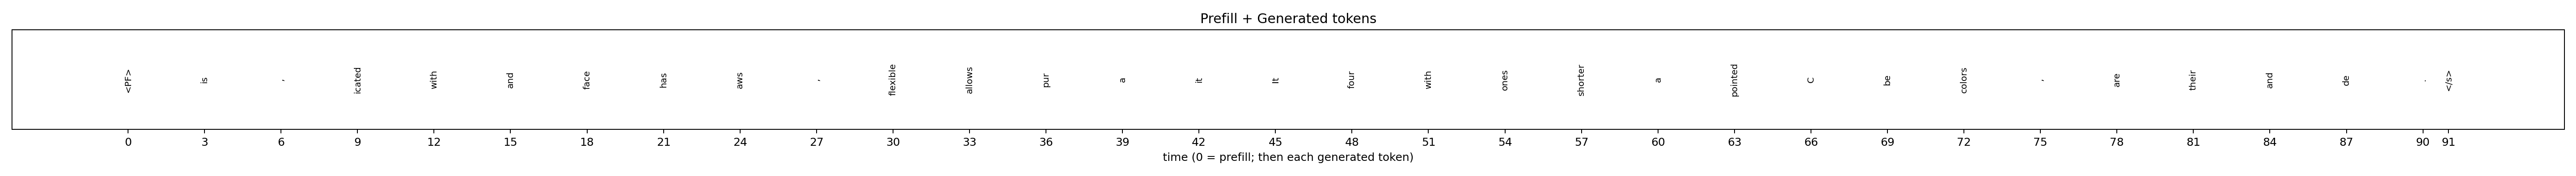 Prefill + Generated tokens
<PF> is , icated with and face has aws , flexible allows pur a it It four with ones shorter a pointed C be colors , are their and de . </s>
0 3 6 9 12 15 18 21 24 27 30 33 36 39 42 45 48 51 54 57 60 63 66 69 72 75 78 81 84 87 90 91
time (0 = prefill; then each generated token)